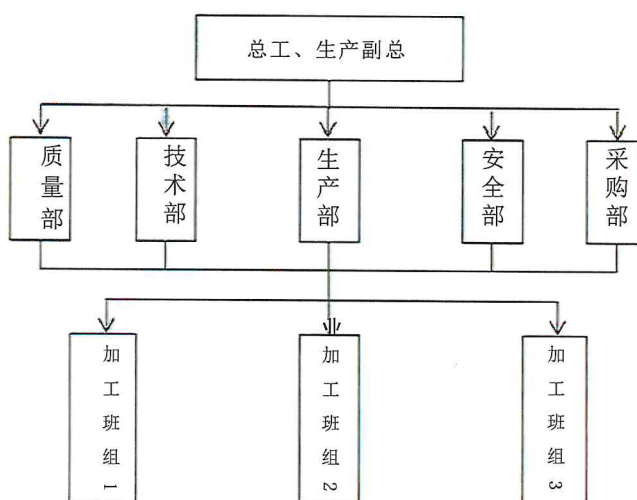 总工、生产副总
质量部
技术部
生产部
安全部
采购部
加工班组1
加工班组2
加工班组3